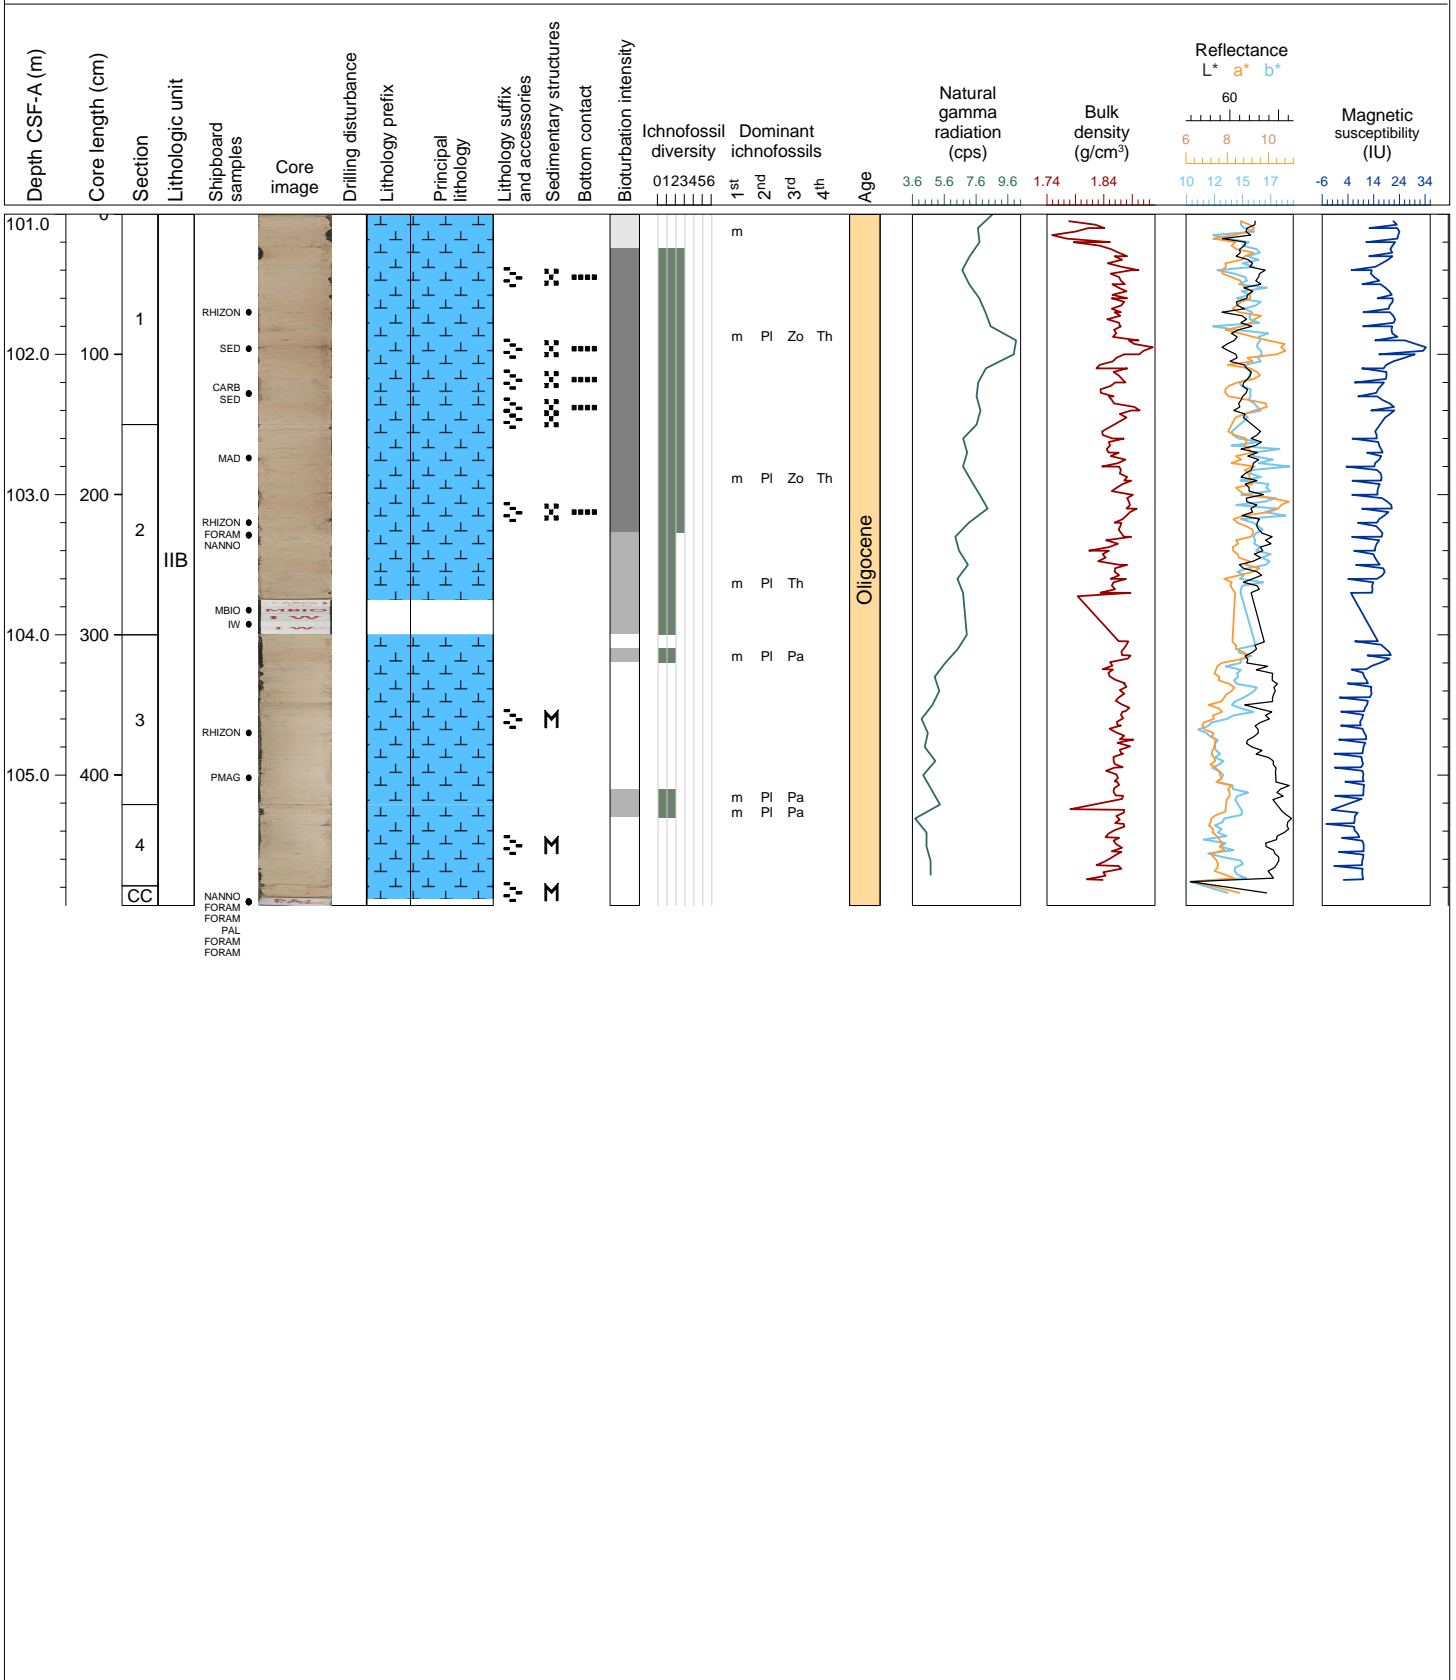 Depth CSF-A (m)
Core length (cm)
Section
Lithologic unit
Shipboard
samples
Core
image
Drilling disturbance
Lithology prefix
Principal
lithology
Lithology suffix
and accessories
Sedimentary structures
Bottom contact
Bioturbation intensity
Ichnofossil
diversity
0123456
Dominant
ichnofossils
1st
2nd
3rd
4th
Age
Natural
gamma
radiation
(cps)
3.6 5.6 7.6 9.6
Bulk
density
(g/cm³)
1.74 1.84
Reflectance
L* a* b*
60
6 8 10
10 12 15 17
Magnetic
susceptibility
(IU)
-6 4 14 24 34
101.0
102.0
103.0
104.0
105.0
0
100
200
300
400
1
2
3
4
CC
IIB
RHIZON
SED
CARB
SED
MAD
RHIZON
FORAM
NANNO
MBIO
IW
RHIZON
PMAG
NANNO
FORAM
FORAM
PAL
FORAM
FORAM
MBIO
I W
I W
PAL
M
M
M
m
m Pl Zo Th
m Pl Zo Th
m Pl Th
m Pl Pa
m Pl Pa
m Pl Pa
Oligocene